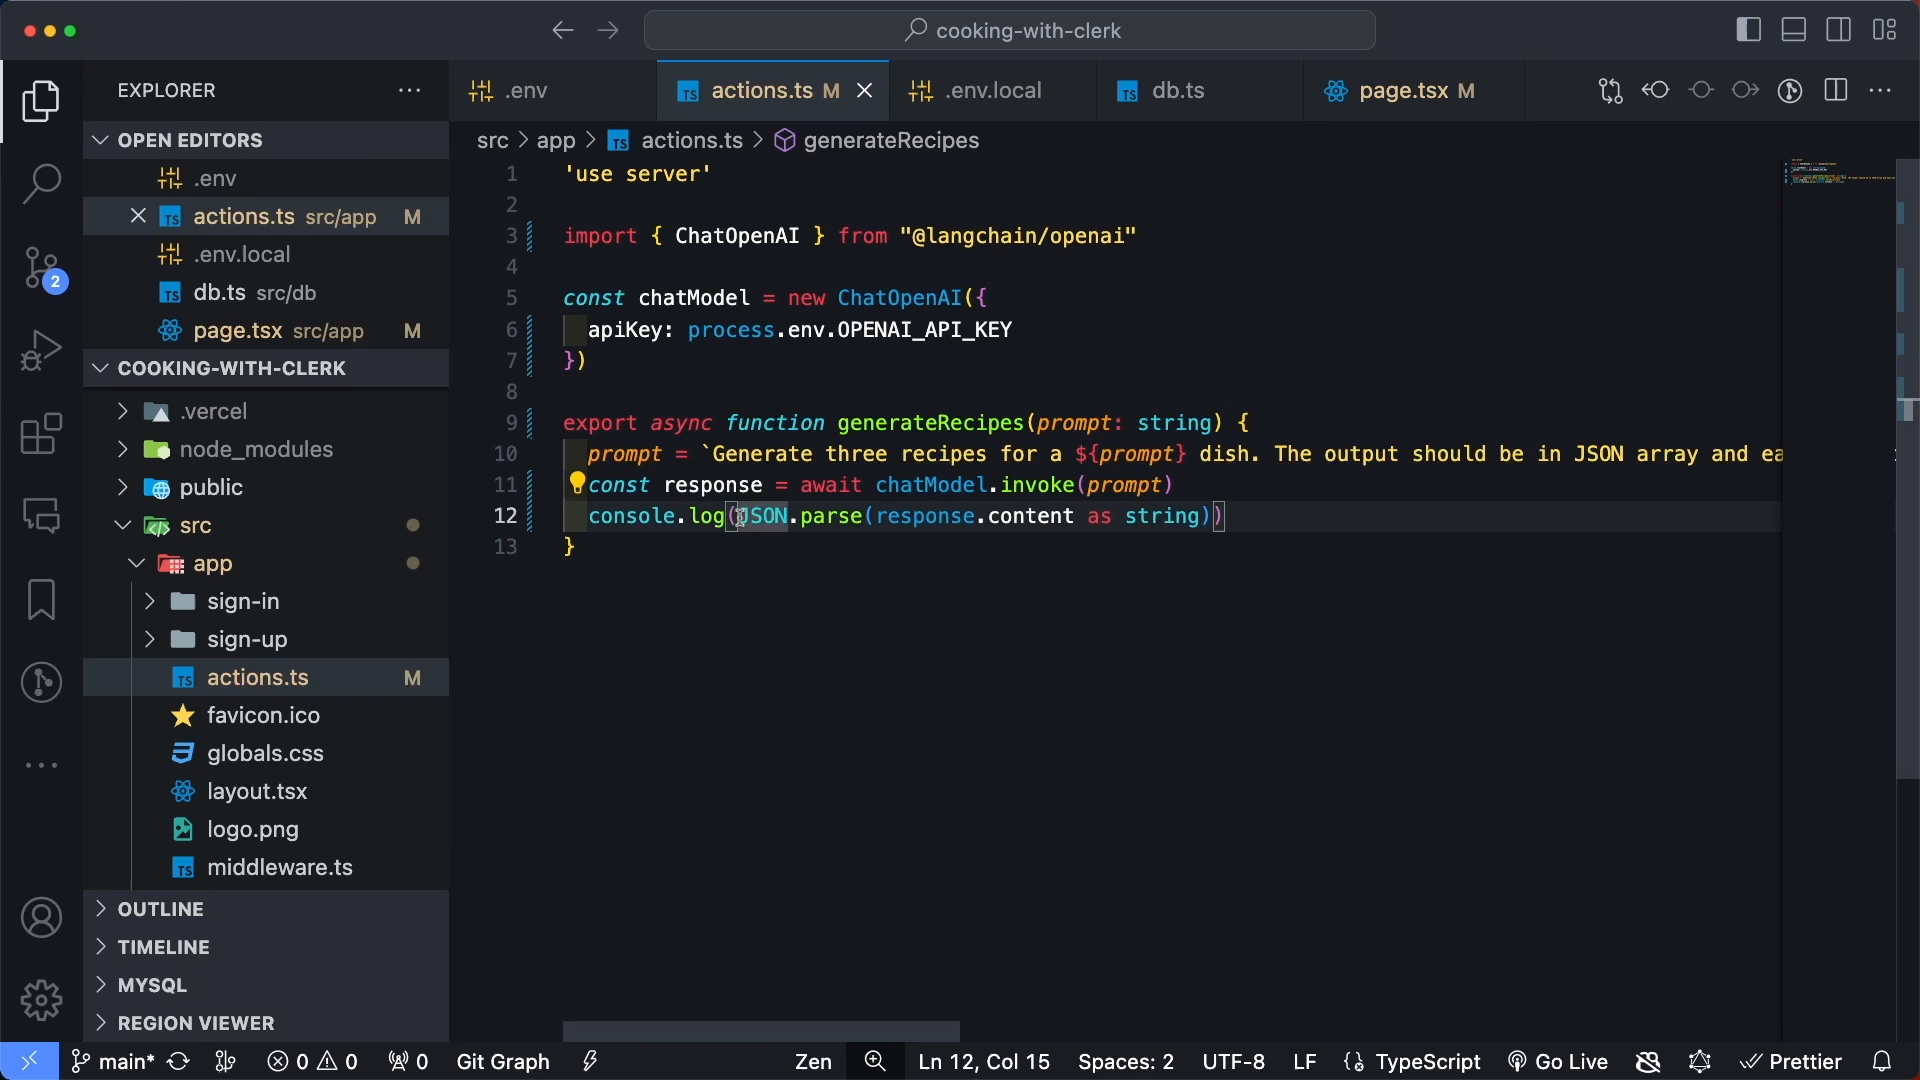 cooking-with-clerk
EXPLORER
.env
actions.ts M
.env.local
db.ts
page.tsx M
OPEN EDITORS
.env
actions.ts src/app M
.env.local
db.ts src/db
page.tsx src/app M
COOKING-WITH-CLERK
.vercel
node_modules
public
src
app
sign-in
sign-up
actions.ts M
favicon.ico
globals.css
layout.tsx
logo.png
middleware.ts
OUTLINE
TIMELINE
MYSQL
REGION VIEWER
2
src > app > TS actions.ts > generateRecipes
1 'use server'
2
3 import { ChatOpenAI } from "@langchain/openai"
4
5 const chatModel = new ChatOpenAI({
6 apiKey: process.env.OPENAI_API_KEY
7 })
8
9 export async function generateRecipes(prompt: string) {
10 prompt = `Generate three recipes for a ${prompt} dish. The output should be in JSON array and ea
11 const response = await chatModel.invoke(prompt)
12 console.log(JSON.parse(response.content as string))
13 }
main* 0 0 0 Git Graph Zen Ln 12, Col 15 Spaces: 2 UTF-8 LF TypeScript Go Live Prettier